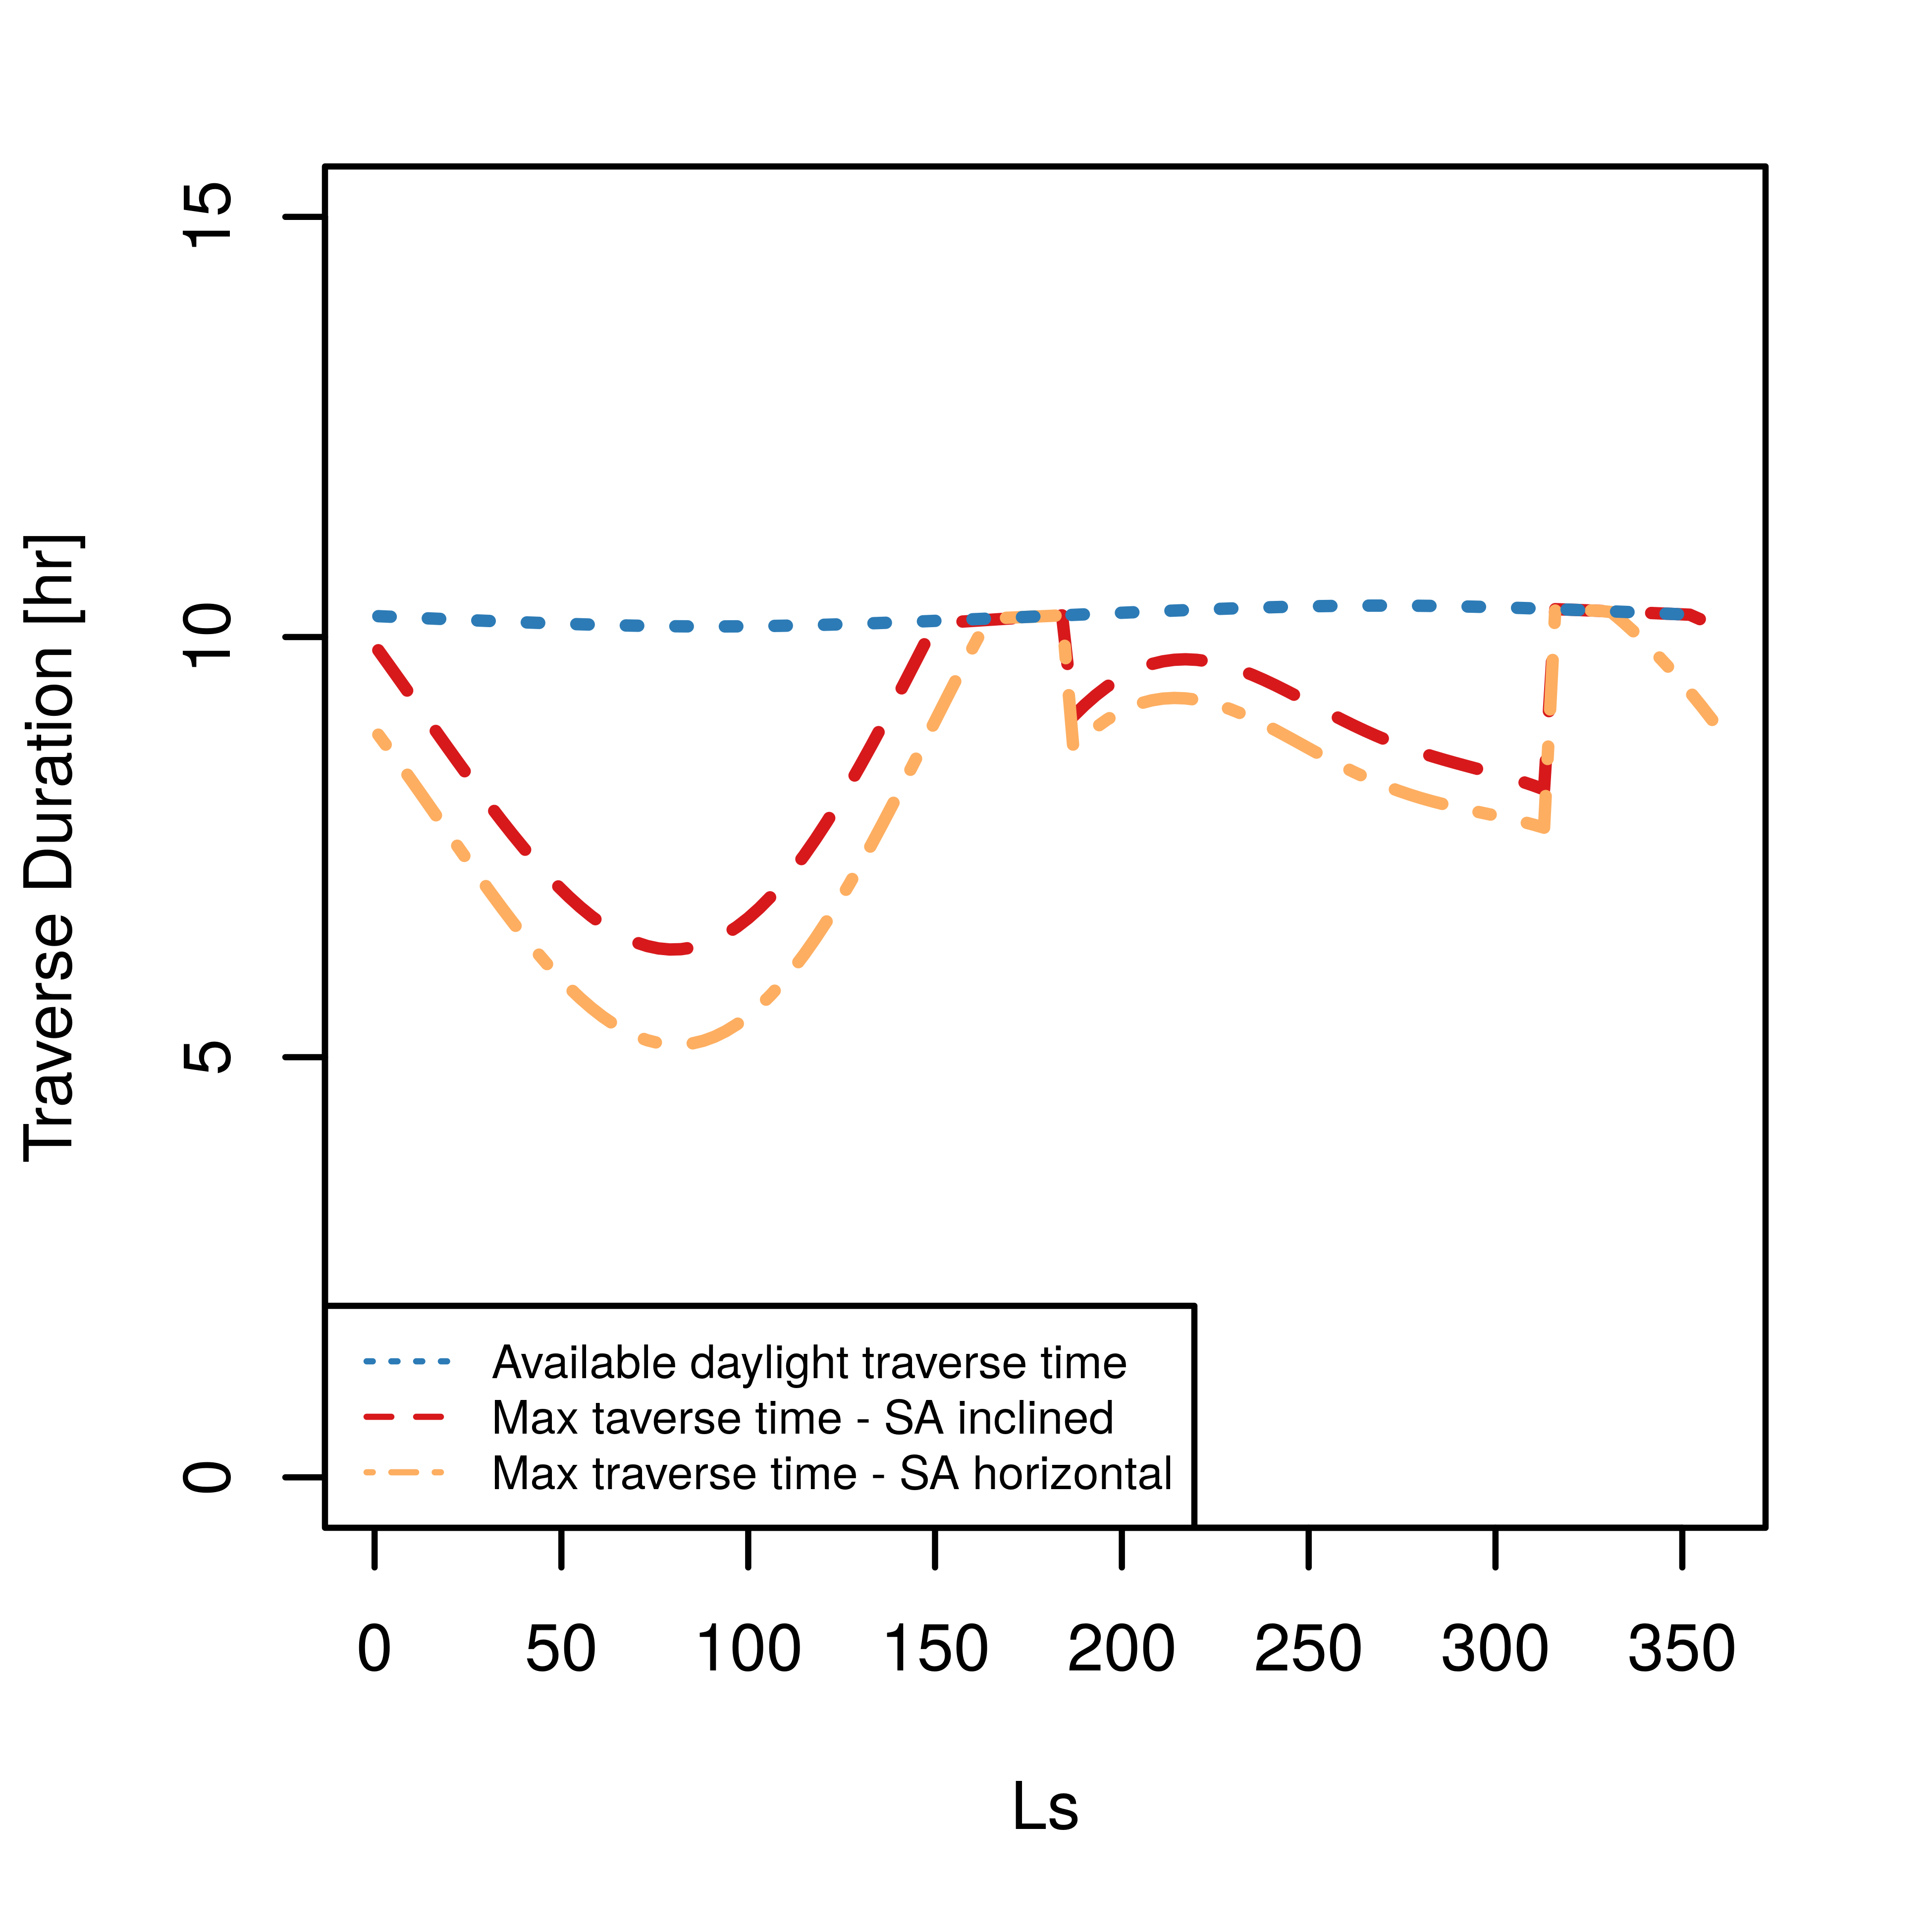 Traverse Duration [hr]
15
10
5
0
Available daylight traverse time
Max taverse time - SA inclined
Max traverse time - SA horizontal
0 50 100 150 200 250 300 350
Ls